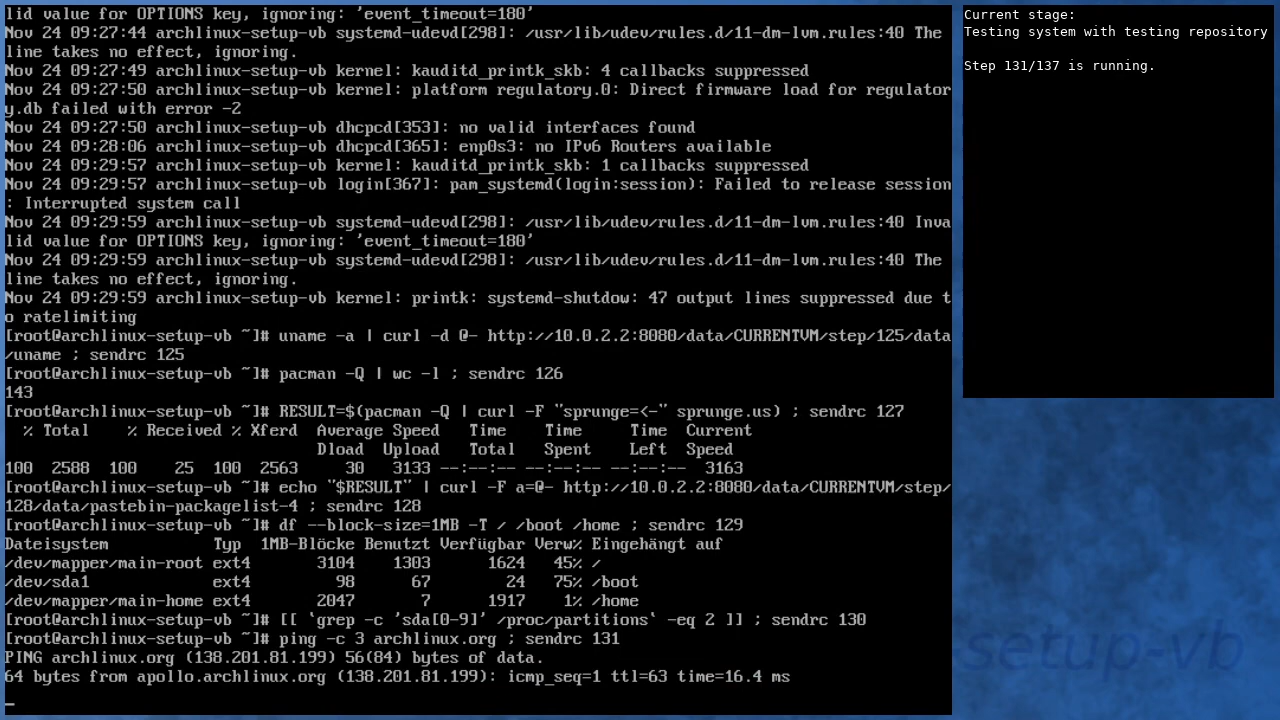 lid value for OPTIONS key, ignoring: 'event_timeout=180'
Nov 24 09:27:44 archlinux-setup-vb systemd-udevd[298]: /usr/lib/udev/rules.d/11-dm-lvm.rules:40 The
line takes no effect, ignoring.
Nov 24 09:27:49 archlinux-setup-vb kernel: kauditd_printk_skb: 4 callbacks suppressed
Nov 24 09:27:50 archlinux-setup-vb kernel: platform regulatory.0: Direct firmware load for regulator
y.db failed with error -2
Nov 24 09:27:50 archlinux-setup-vb dhcpcd[353]: no valid interfaces found
Nov 24 09:28:06 archlinux-setup-vb dhcpcd[365]: enp0s3: no IPv6 Routers available
Nov 24 09:29:57 archlinux-setup-vb kernel: kauditd_printk_skb: 1 callbacks suppressed
Nov 24 09:29:57 archlinux-setup-vb login[367]: pam_systemd(login:session): Failed to release session
: Interrupted system call
Nov 24 09:29:59 archlinux-setup-vb systemd-udevd[298]: /usr/lib/udev/rules.d/11-dm-lvm.rules:40 Inva
lid value for OPTIONS key, ignoring: 'event_timeout=180'
Nov 24 09:29:59 archlinux-setup-vb systemd-udevd[298]: /usr/lib/udev/rules.d/11-dm-lvm.rules:40 The
line takes no effect, ignoring.
Nov 24 09:29:59 archlinux-setup-vb kernel: printk: systemd-shutdow: 47 output lines suppressed due t
o ratelimiting
[root@archlinux-setup-vb ~]# uname -a | curl -d @- http://10.0.2.2:8080/data/CURRENTVM/step/125/data
/uname ; sendrc 125
[root@archlinux-setup-vb ~]# pacman -Q | wc -l ; sendrc 126
143
[root@archlinux-setup-vb ~]# RESULT=$(pacman -Q | curl -F "sprunge=<-" sprunge.us) ; sendrc 127
  % Total    % Received % Xferd  Average Speed   Time    Time     Time  Current
                                 Dload  Upload   Total   Spent    Left  Speed
100  2588  100    25  100  2563     30   3133 --:--:-- --:--:-- --:--:--  3163
[root@archlinux-setup-vb ~]# echo "$RESULT" | curl -F a=@- http://10.0.2.2:8080/data/CURRENTVM/step/
128/data/pastebin-packagelist-4 ; sendrc 128
[root@archlinux-setup-vb ~]# df --block-size=1MB -T / /boot /home ; sendrc 129
Dateisystem           Typ  1MB-Blöcke Benutzt Verfügbar Verw% Eingehängt auf
/dev/mapper/main-root ext4       3104    1303      1624   45% /
/dev/sda1             ext4         98      67        24   75% /boot
/dev/mapper/main-home ext4       2047       7      1917    1% /home
[root@archlinux-setup-vb ~]# [[ `grep -c 'sda[0-9]' /proc/partitions` -eq 2 ]] ; sendrc 130
[root@archlinux-setup-vb ~]# ping -c 3 archlinux.org ; sendrc 131
PING archlinux.org (138.201.81.199) 56(84) bytes of data.
64 bytes from apollo.archlinux.org (138.201.81.199): icmp_seq=1 ttl=63 time=16.4 ms
Current stage:
Testing system with testing repository
Step 131/137 is running.
-setup-vb